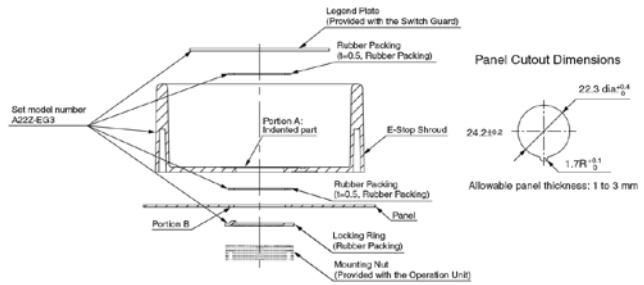 Legend Plate
(Provided with the Switch Guard)
Rubber Packing
(t=0.5, Rubber Packing)
Panel Cutout Dimensions
22.3 dia +0.4 0
Set model number
A22Z-EG3
Portion A:
Indented part
E-Stop Shroud
24.2±0.2
1.7R +0.1 0
Rubber Packing
(t=0.5, Rubber Packing)
Allowable panel thickness: 1 to 3 mm
Panel
Portion B
Locking Ring
(Rubber Packing)
Mounting Nut
(Provided with the Operation Unit)